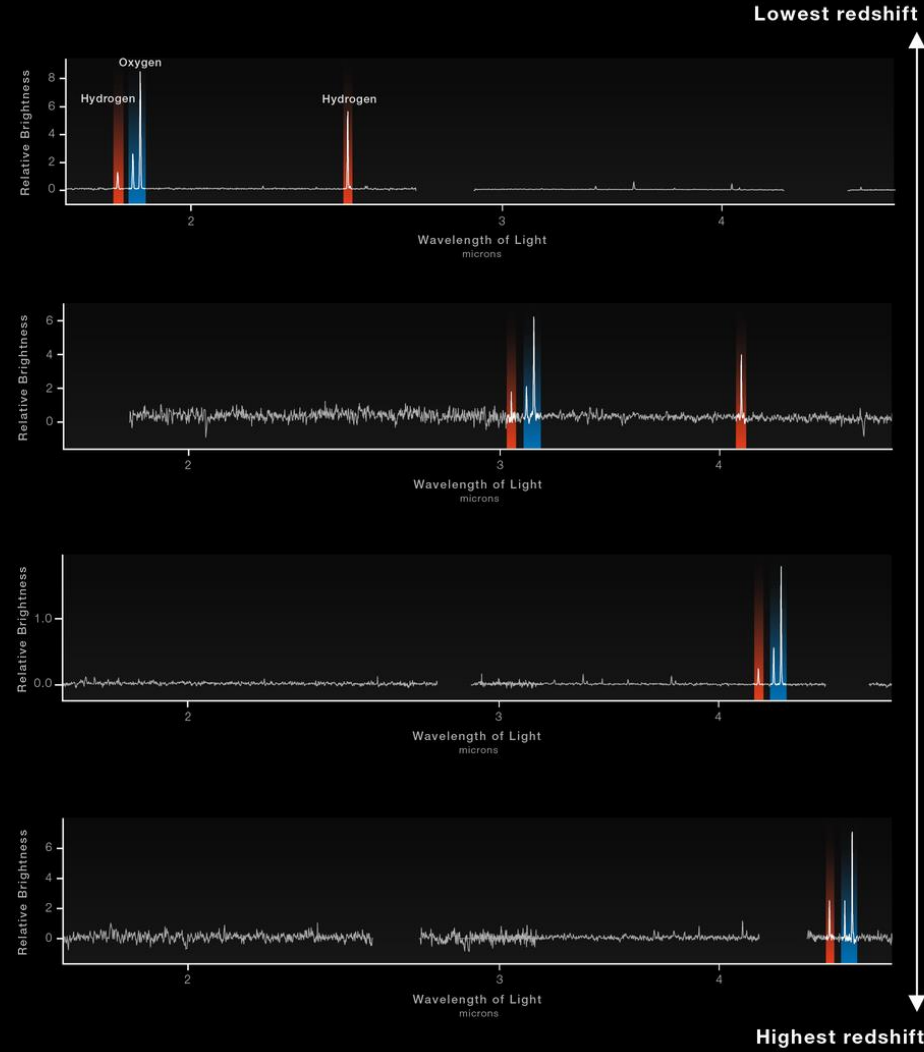 Lowest redshift
Relative Brightness
8
6
4
2
0
Oxygen
Hydrogen
Hydrogen
2 3 4
Wavelength of Light
microns
Relative Brightness
6
4
2
0
2 3 4
Wavelength of Light
microns
Relative Brightness
1.0
0.0
2 3 4
Wavelength of Light
microns
Relative Brightness
6
4
2
0
2 3 4
Wavelength of Light
microns
Highest redshift